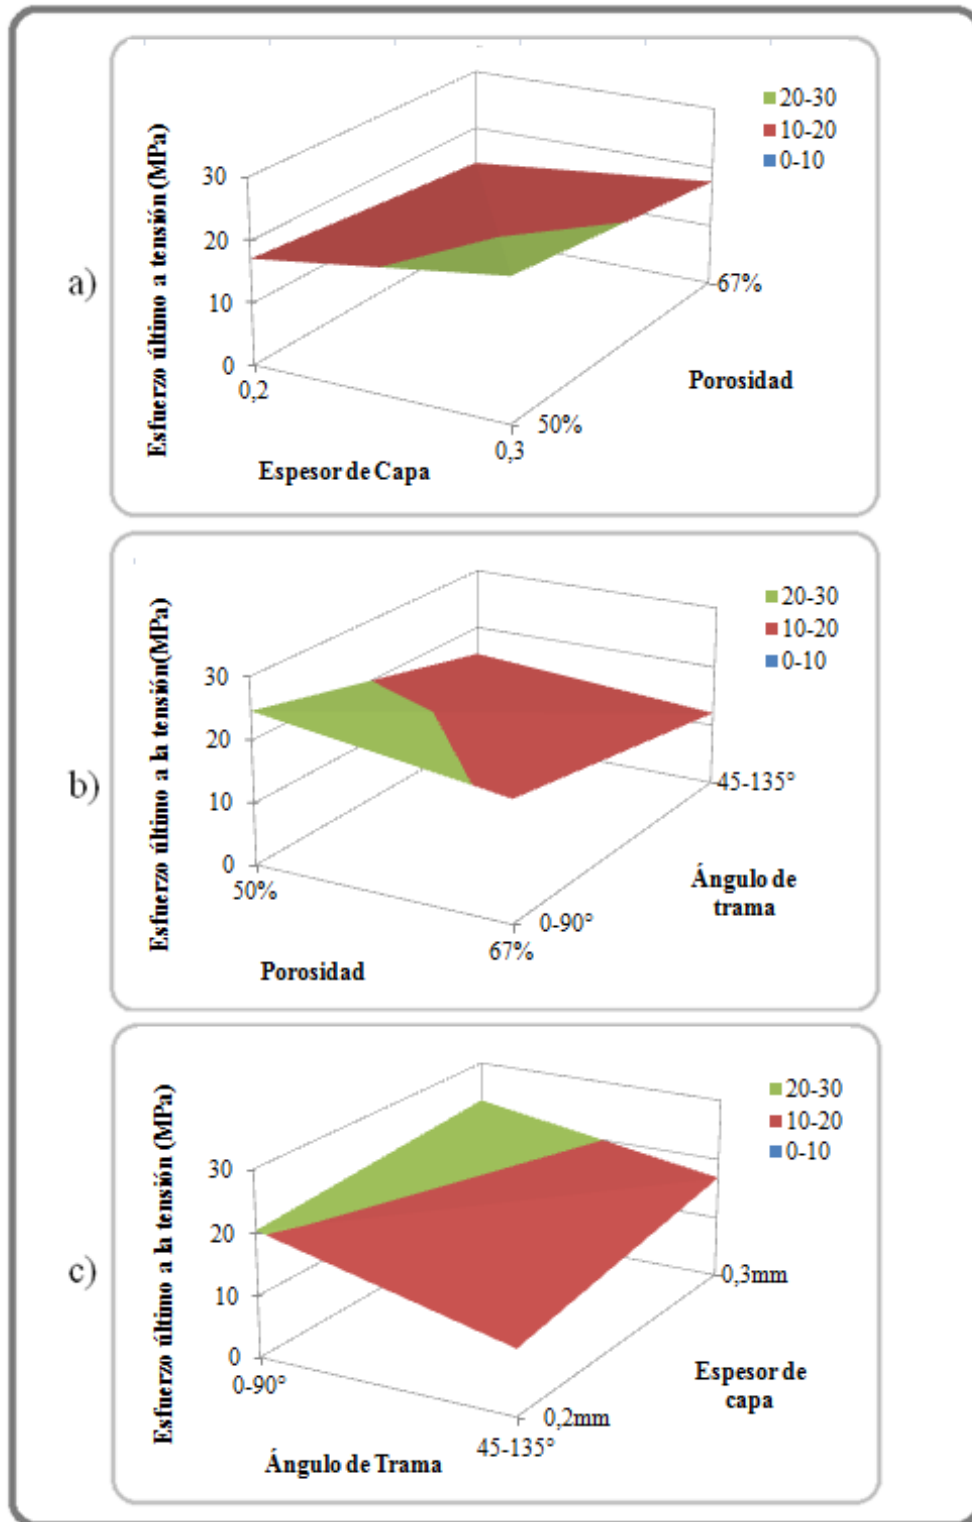 a)
Esfuerzo último a tensión (MPa)
30
20
10
0
0,2
0,3
50%
67%
Espesor de Capa
Porosidad
20-30
10-20
0-10
b)
Esfuerzo último a la tensión(MPa)
30
20
10
0
50%
67%
0-90°
45-135°
Porosidad
Ángulo de
trama
20-30
10-20
0-10
c)
Esfuerzo último a la tensión (MPa)
30
20
10
0
0-90°
45-135°
0,2mm
0,3mm
Ángulo de Trama
Espesor de
capa
20-30
10-20
0-10